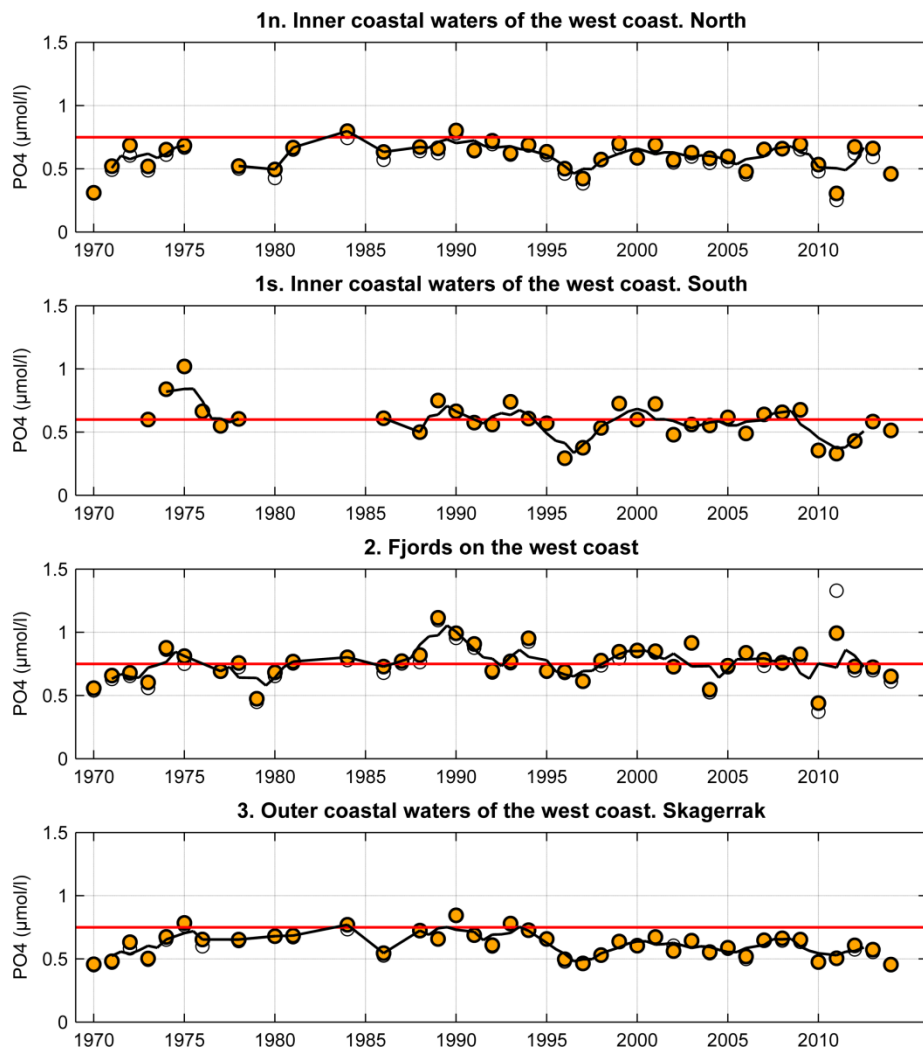 1n. Inner coastal waters of the west coast. North
1.5
1
0.5
0
PO4 (µmol/l)
1970 1975 1980 1985 1990 1995 2000 2005 2010
1s. Inner coastal waters of the west coast. South
1.5
1
0.5
0
PO4 (µmol/l)
1970 1975 1980 1985 1990 1995 2000 2005 2010
2. Fjords on the west coast
1.5
1
0.5
0
PO4 (µmol/l)
1970 1975 1980 1985 1990 1995 2000 2005 2010
3. Outer coastal waters of the west coast. Skagerrak
1.5
1
0.5
0
PO4 (µmol/l)
1970 1975 1980 1985 1990 1995 2000 2005 2010